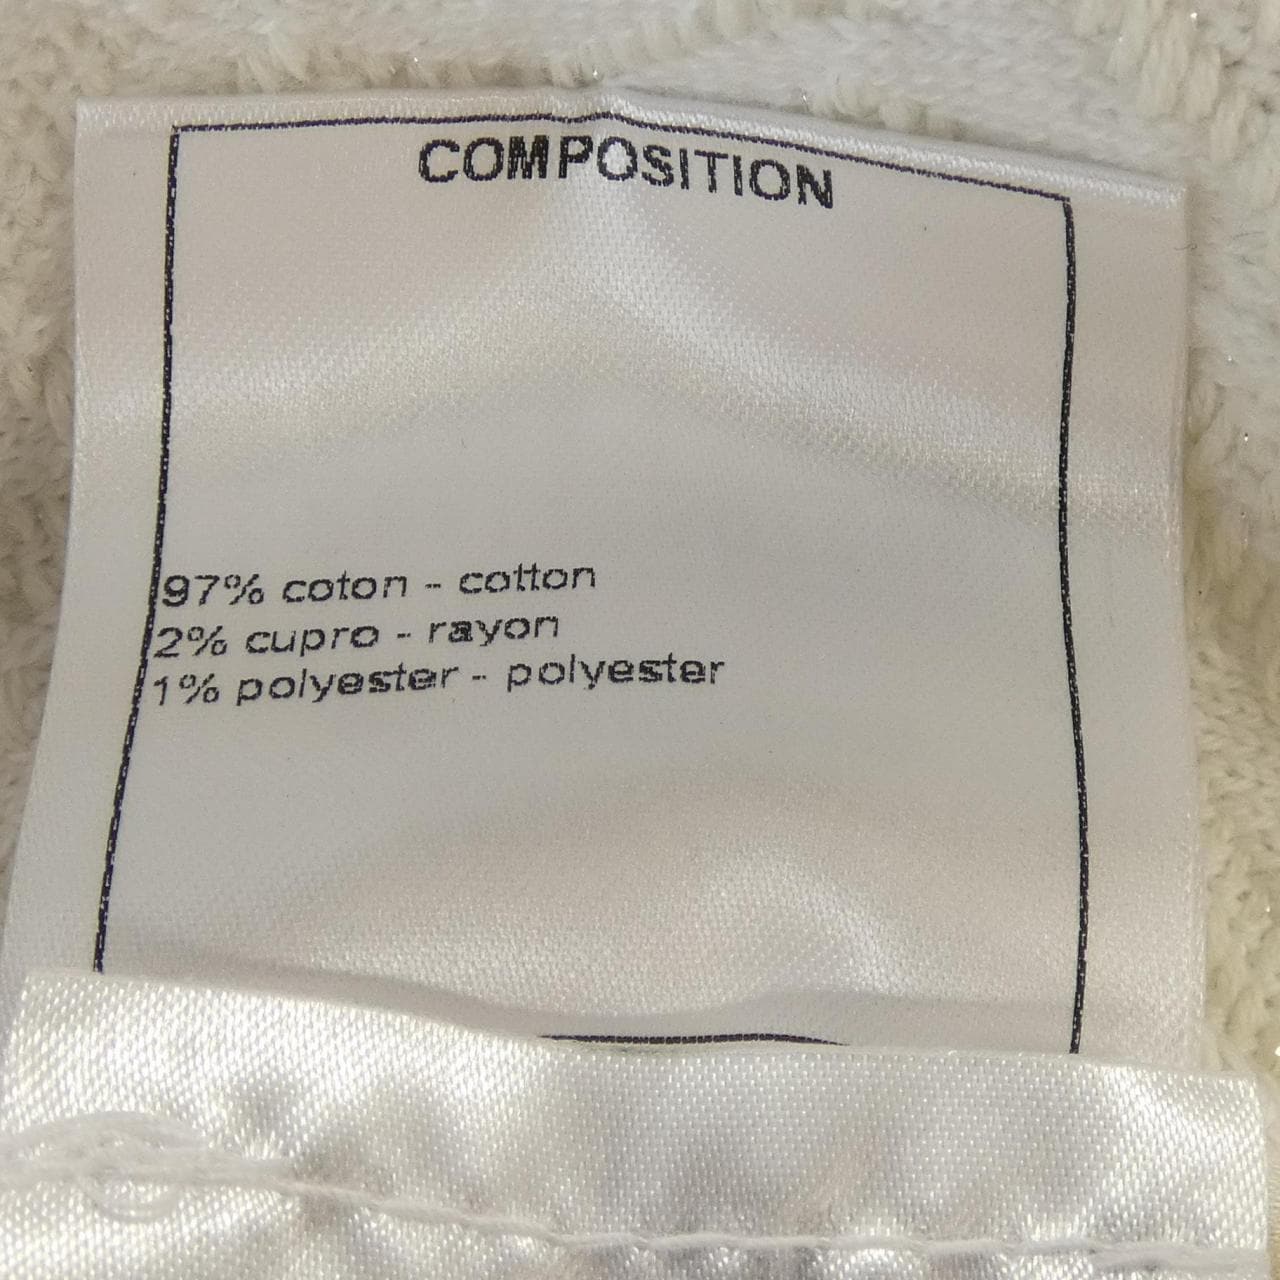 COMPOSITION
97% coton - cotton
2% cupro - rayon
1% polyester - polyester